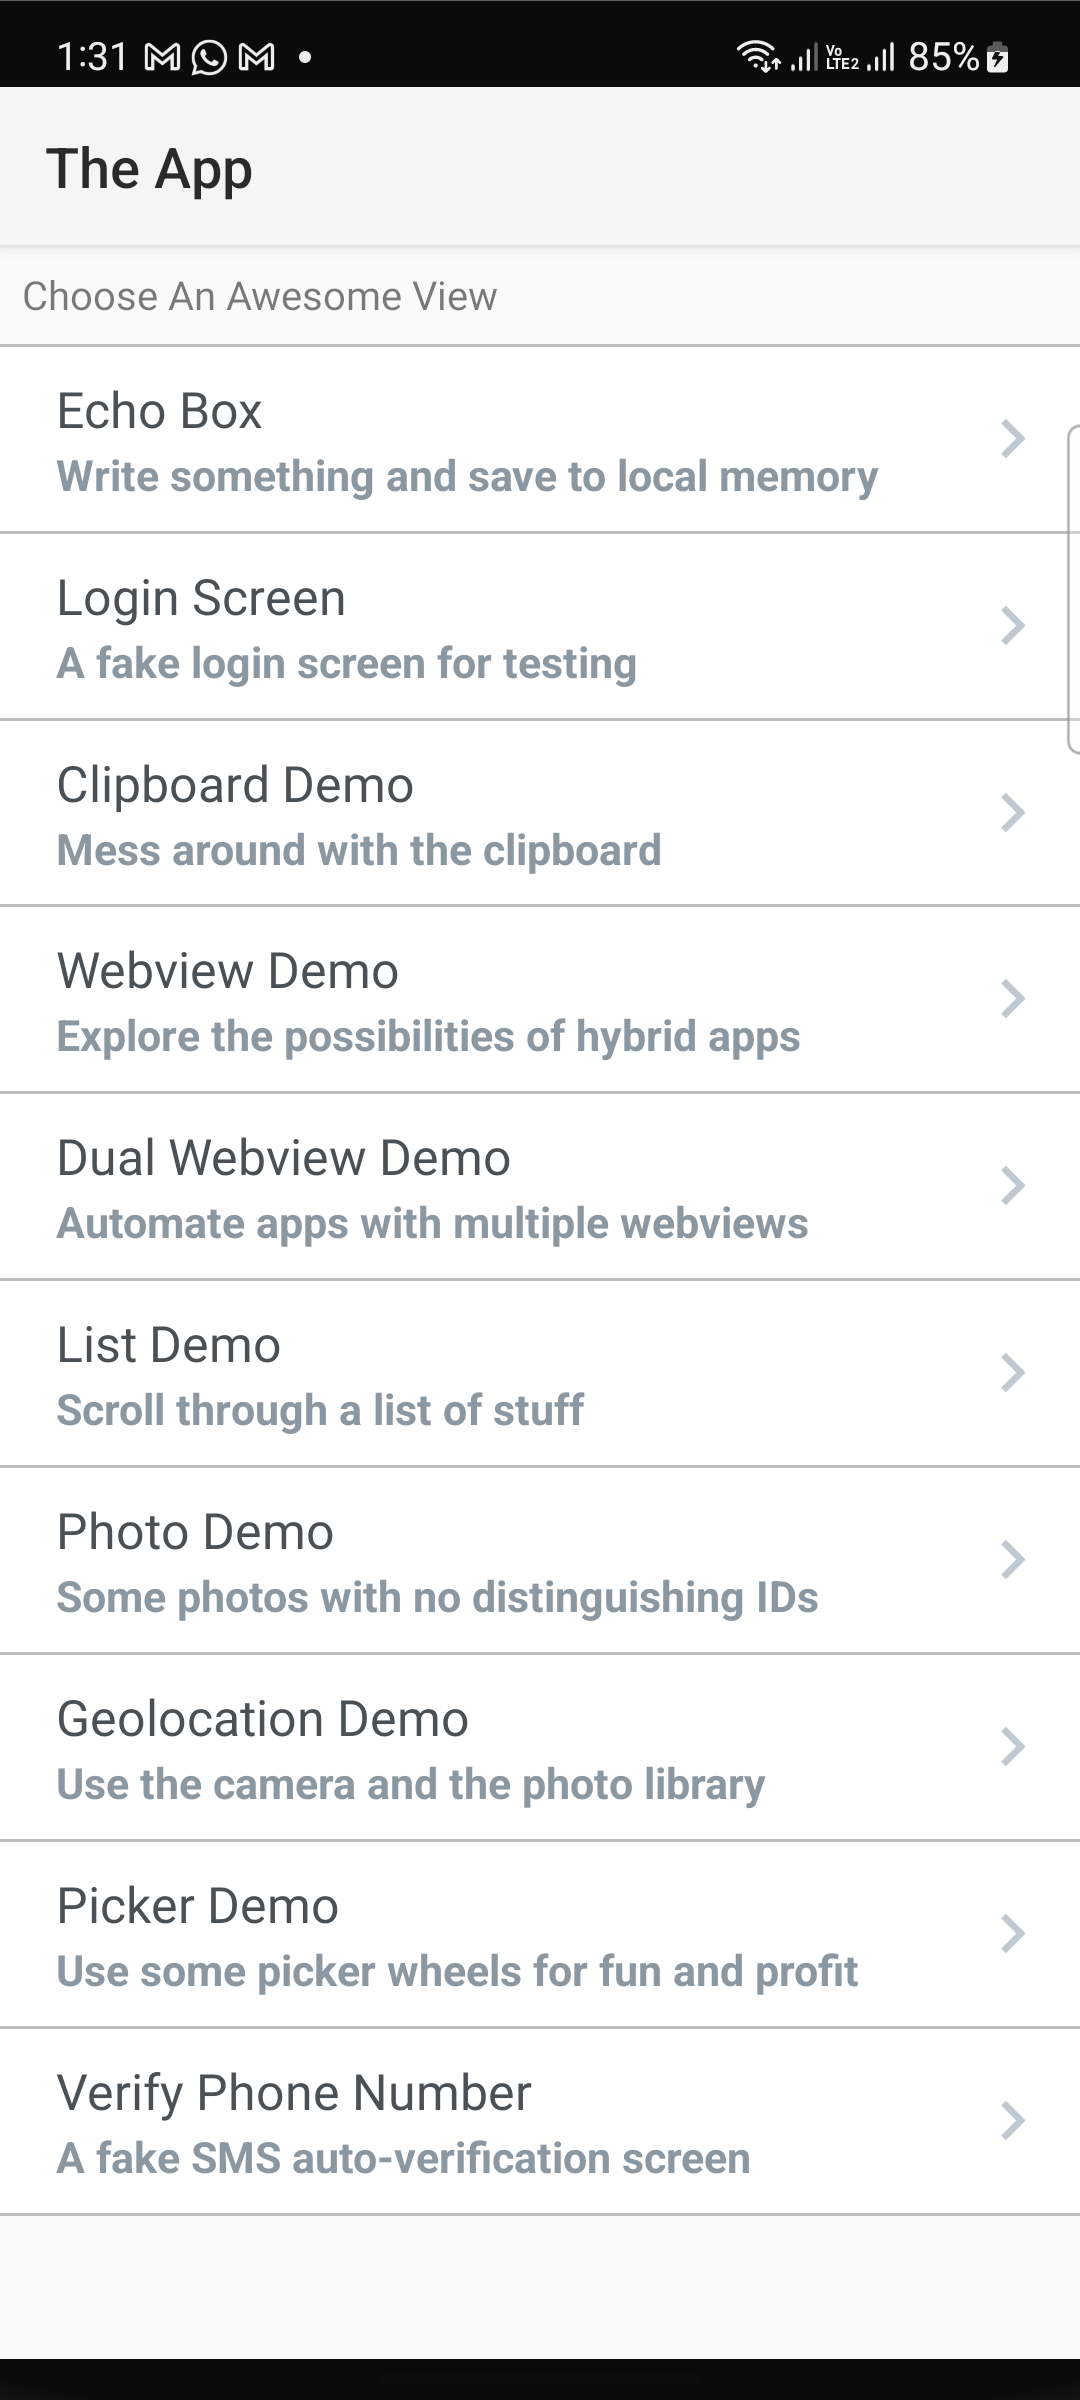 1:31 Vo LTE2 85%
The App
Choose An Awesome View
Echo Box
Write something and save to local memory
Login Screen
A fake login screen for testing
Clipboard Demo
Mess around with the clipboard
Webview Demo
Explore the possibilities of hybrid apps
Dual Webview Demo
Automate apps with multiple webviews
List Demo
Scroll through a list of stuff
Photo Demo
Some photos with no distinguishing IDs
Geolocation Demo
Use the camera and the photo library
Picker Demo
Use some picker wheels for fun and profit
Verify Phone Number
A fake SMS auto-verification screen